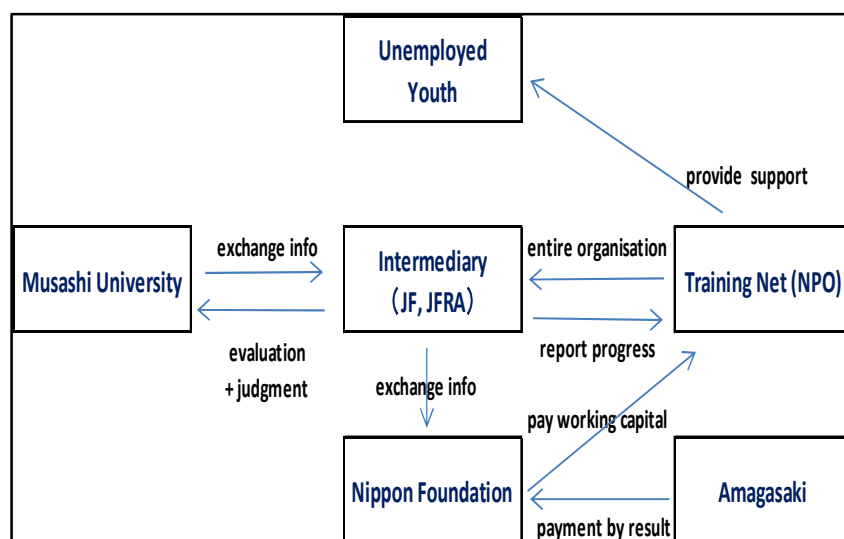 Unemployed
Youth
provide support
exchange info
entire organisation
Musashi University
Intermediary
（JF, JFRA）
Training Net (NPO)
evaluation
+ judgment
report progress
exchange info
pay working capital
Nippon Foundation
Amagasaki
payment by result